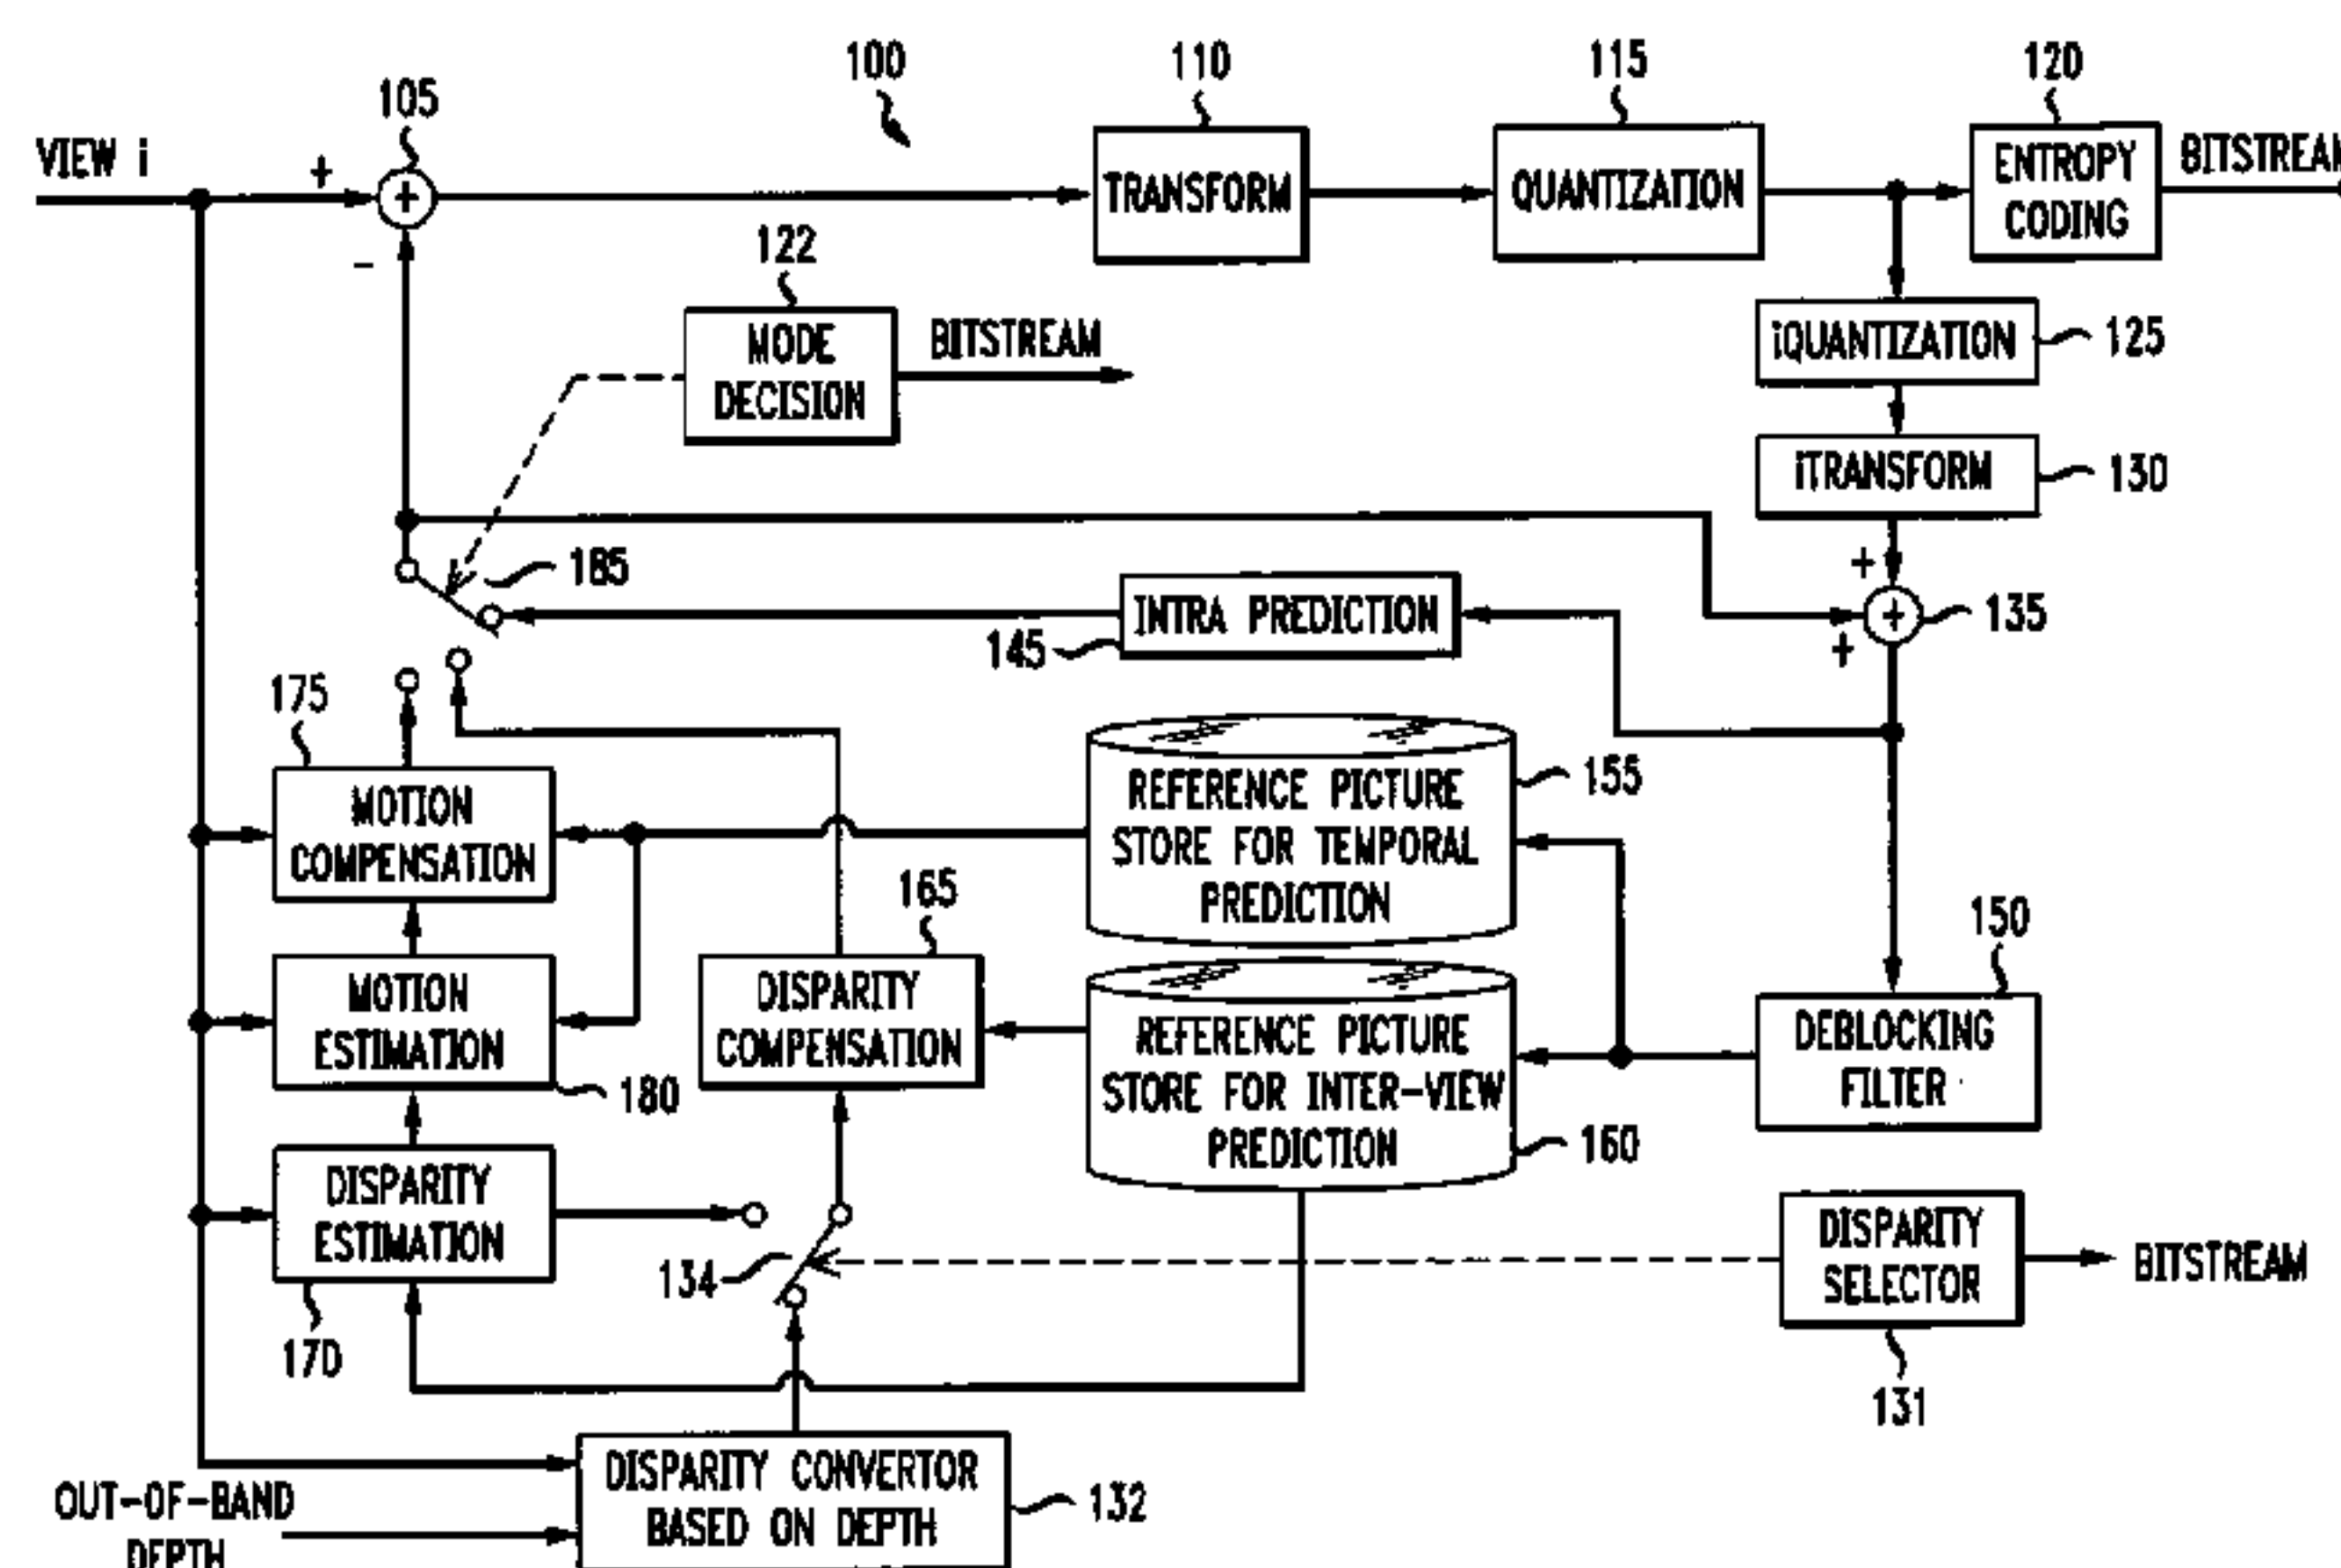 100
110
115
120
105
VIEW i
+
+
-
TRANSFORM
QUANTIZATION
ENTROPY
CODING
BITSTREAM
122
MODE
DECISION
BITSTREAM
iQUANTIZATION
125
iTRANSFORM
130
185
+
+
+
135
INTRA PREDICTION
145
175
MOTION
COMPENSATION
REFERENCE PICTURE
STORE FOR TEMPORAL
PREDICTION
155
165
150
MOTION
ESTIMATION
180
DISPARITY
COMPENSATION
REFERENCE PICTURE
STORE FOR INTER-VIEW
PREDICTION
160
DEBLOCKING
FILTER
DISPARITY
ESTIMATION
170
134
DISPARITY
SELECTOR
BITSTREAM
131
OUT-OF-BAND
DEPTH
DISPARITY CONVERTOR
BASED ON DEPTH
132